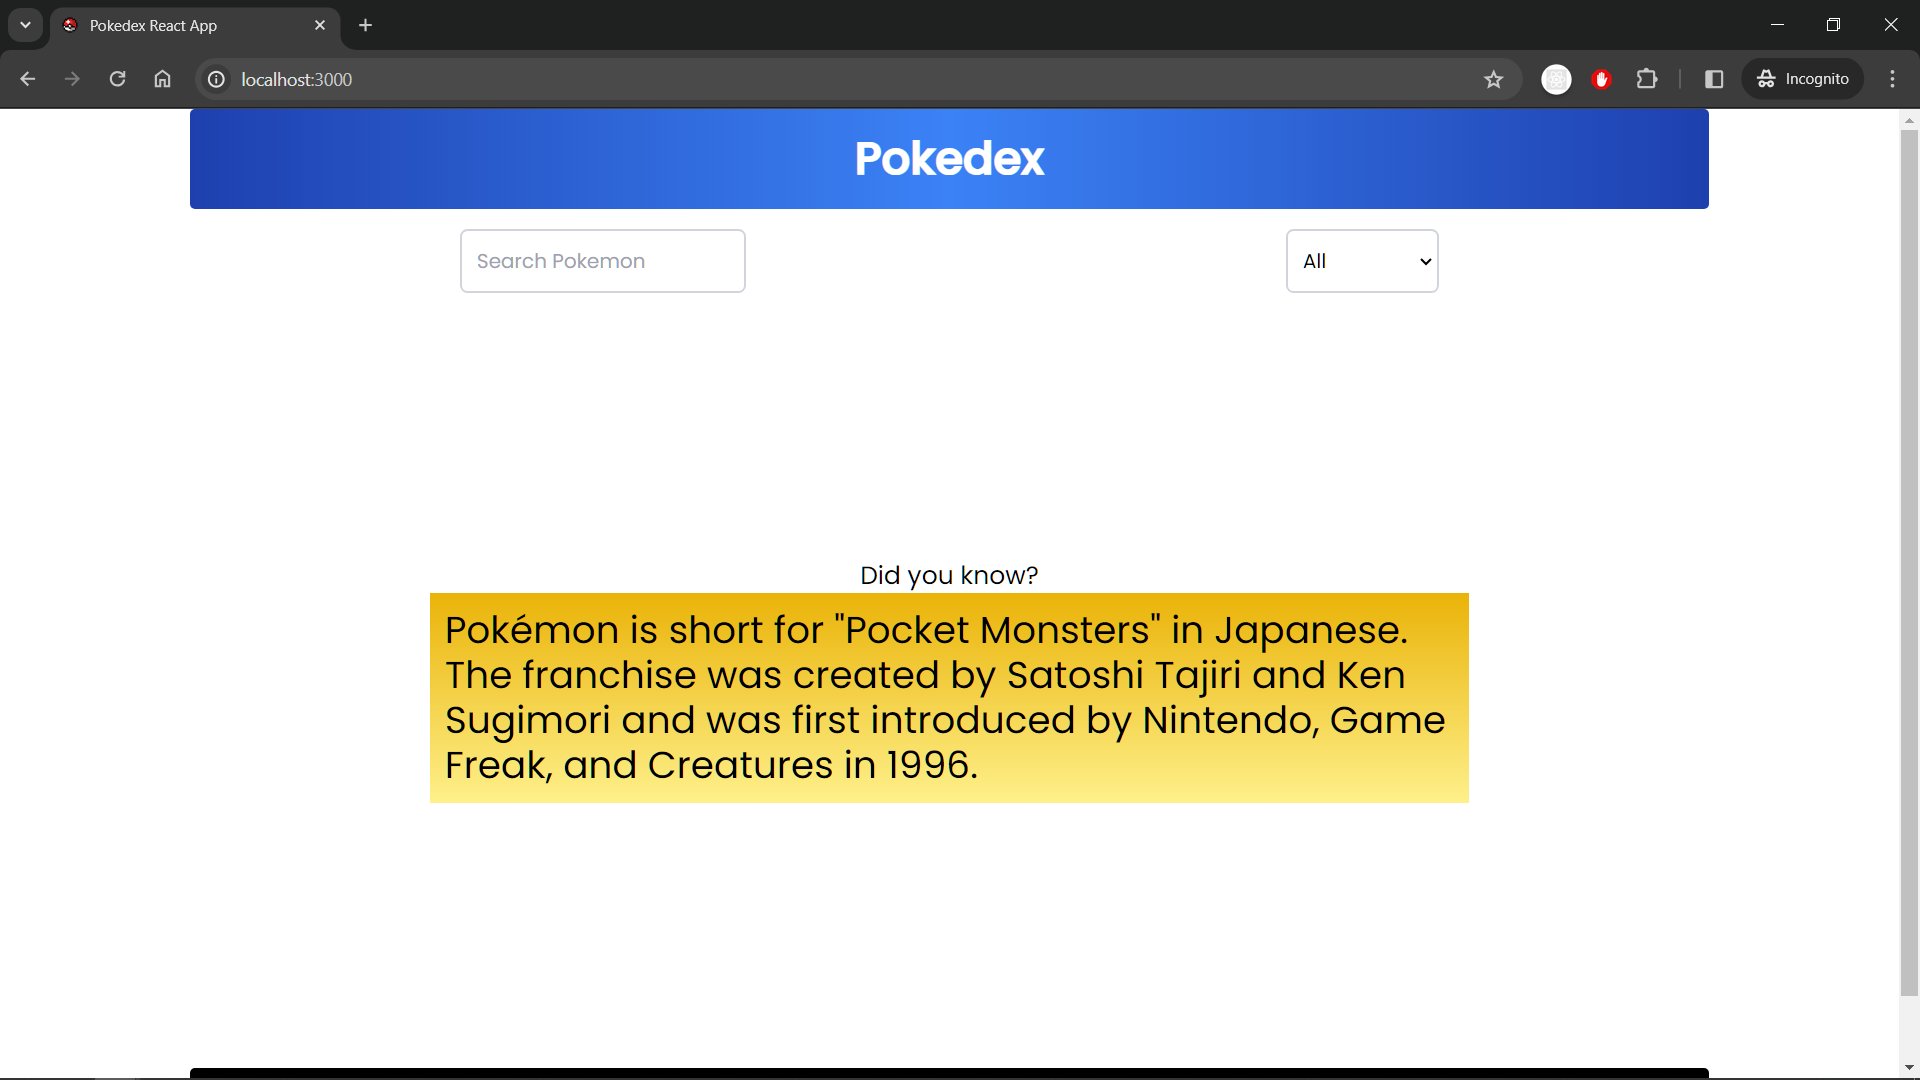 Pokedex React App
localhost:3000
Incognito
Pokedex
Search Pokemon
All
Did you know?
Pokémon is short for "Pocket Monsters" in Japanese.
The franchise was created by Satoshi Tajiri and Ken
Sugimori and was first introduced by Nintendo, Game
Freak, and Creatures in 1996.